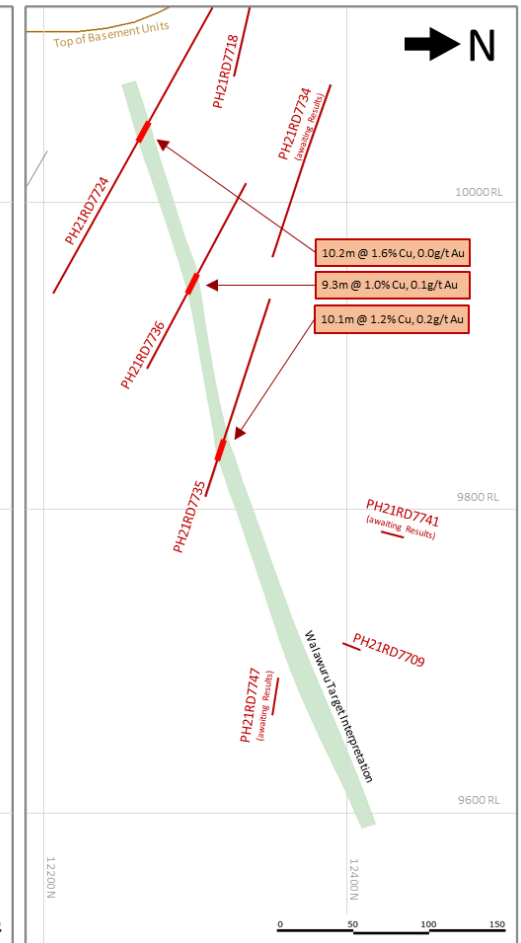 Top of Basement Units
N
PH21RD7718
PH21RD7734
(awaiting Results)
PH21RD7724
10000 RL
10.2m @ 1.6% Cu, 0.0g/t Au
9.3m @ 1.0% Cu, 0.1g/t Au
10.1m @ 1.2% Cu, 0.2g/t Au
PH21RD7736
PH21RD7735
9800 RL
PH21RD7741
(awaiting Results)
PH21RD7709
Walawuru Target Interpretation
PH21RD7747
(awaiting Results)
9600 RL
12200N
12400N
0 50 100 150